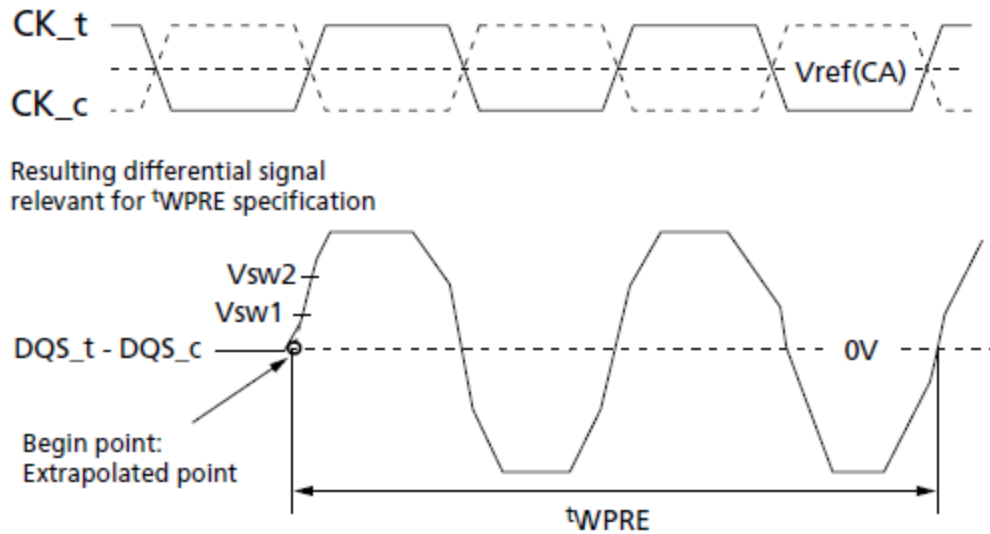 CK_t
Vref(CA)
CK_c
Resulting differential signal
relevant for tWPRE specification
Vsw2
Vsw1
DQS_t - DQS_c
0V
Begin point:
Extrapolated point
tWPRE